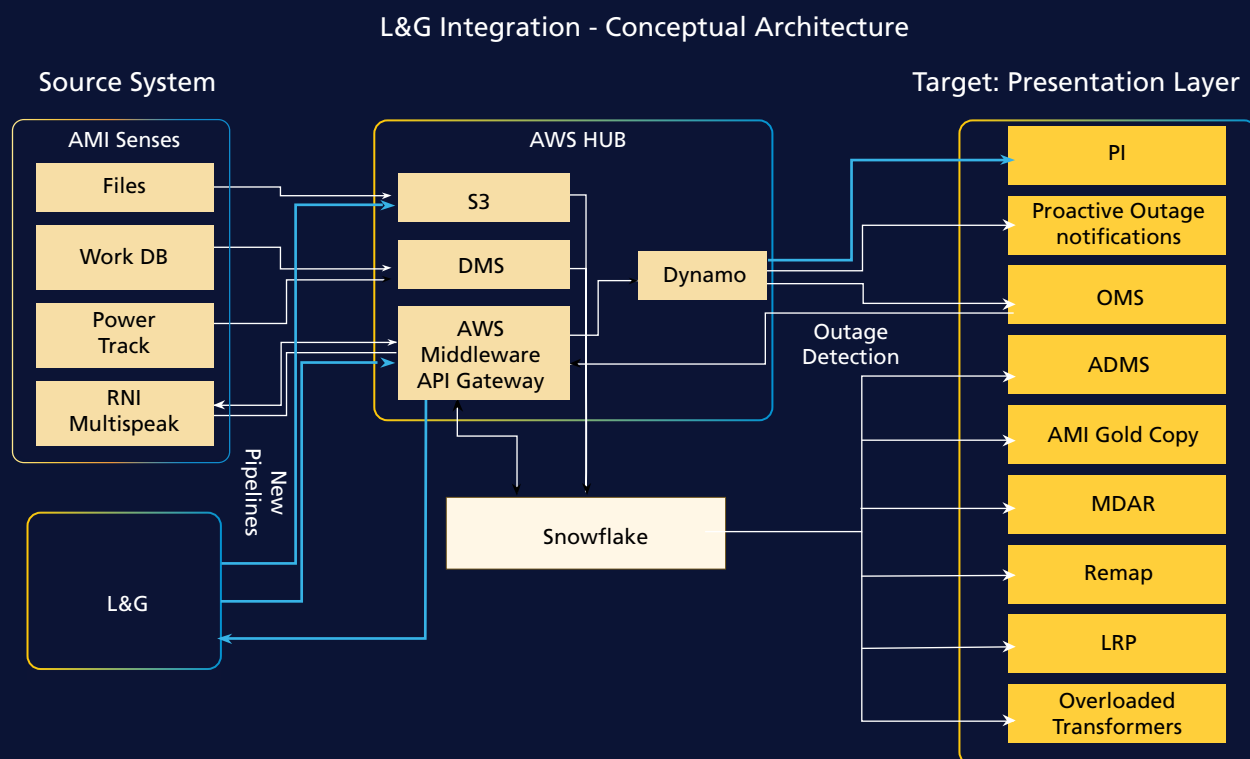 L&G Integration - Conceptual Architecture
Source System
Target: Presentation Layer
AMI Senses
Files
Work DB
Power
Track
RNI
Multispeak
New
Pipelines
L&G
AWS HUB
S3
DMS
AWS
Middleware
API Gateway
Dynamo
Snowflake
Outage
Detection
PI
Proactive Outage
notifications
OMS
ADMS
AMI Gold Copy
MDAR
Remap
LRP
Overloaded
Transformers